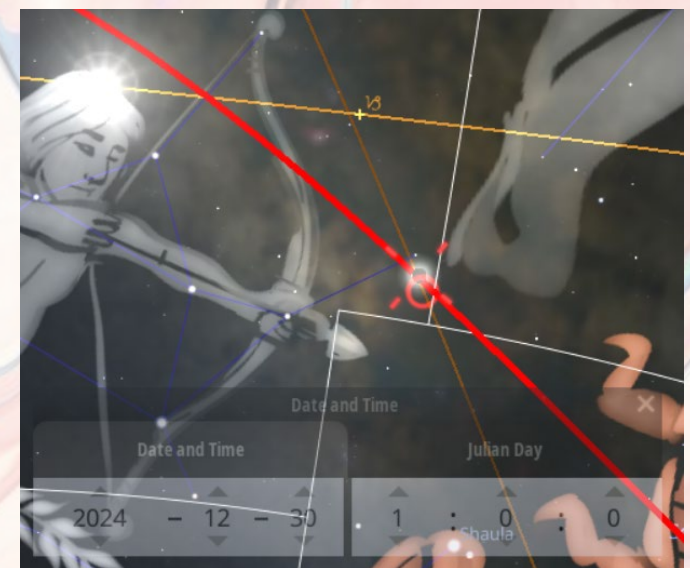 ♑
Date and Time
Date and Time Julian Day
2024 – 12 – 30 1 : 0 : 0
Shaula